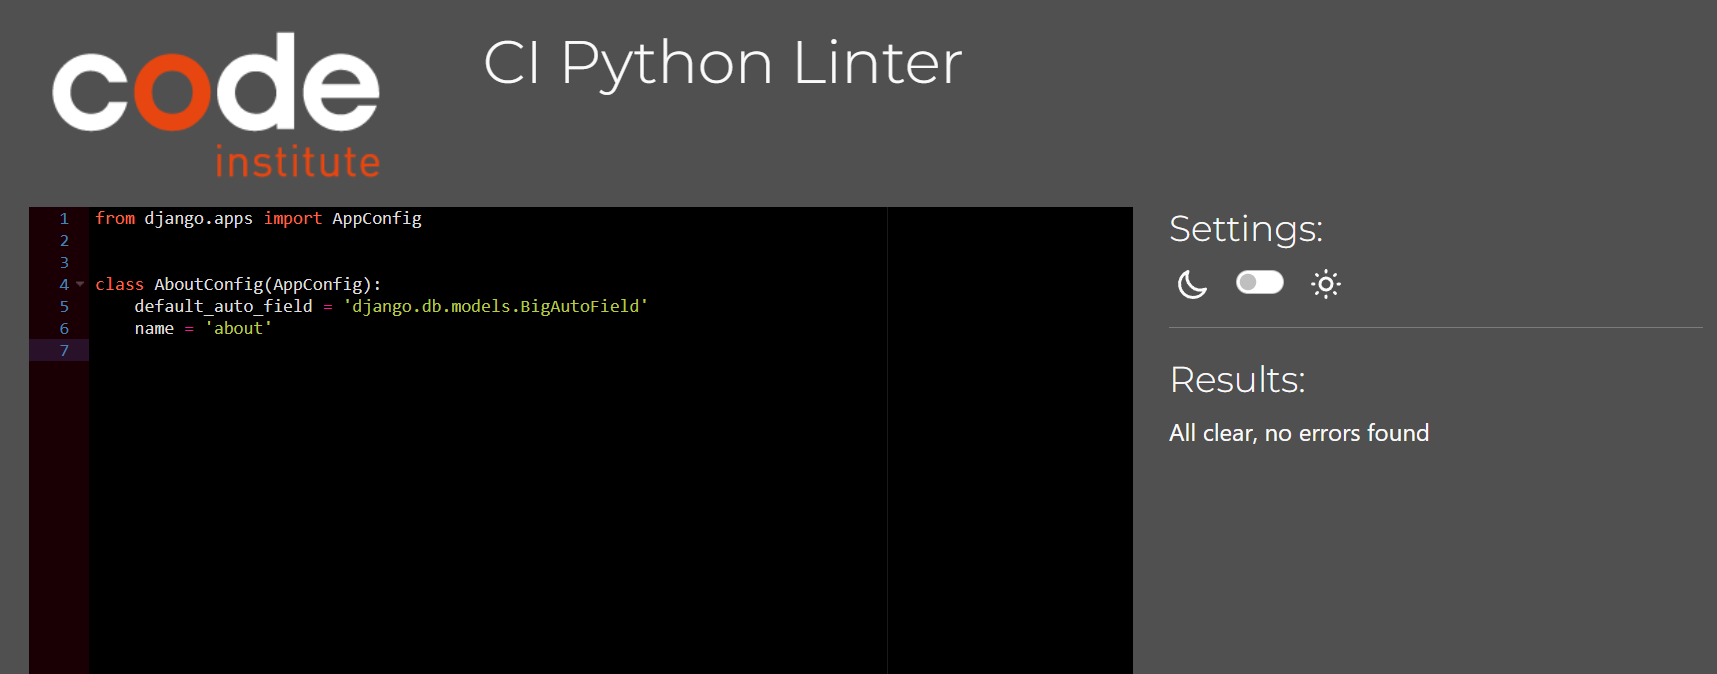 code
institute
CI Python Linter
1 from django.apps import AppConfig
2
3
4 class AboutConfig(AppConfig):
5     default_auto_field = 'django.db.models.BigAutoField'
6     name = 'about'
7
Settings:
Results:
All clear, no errors found